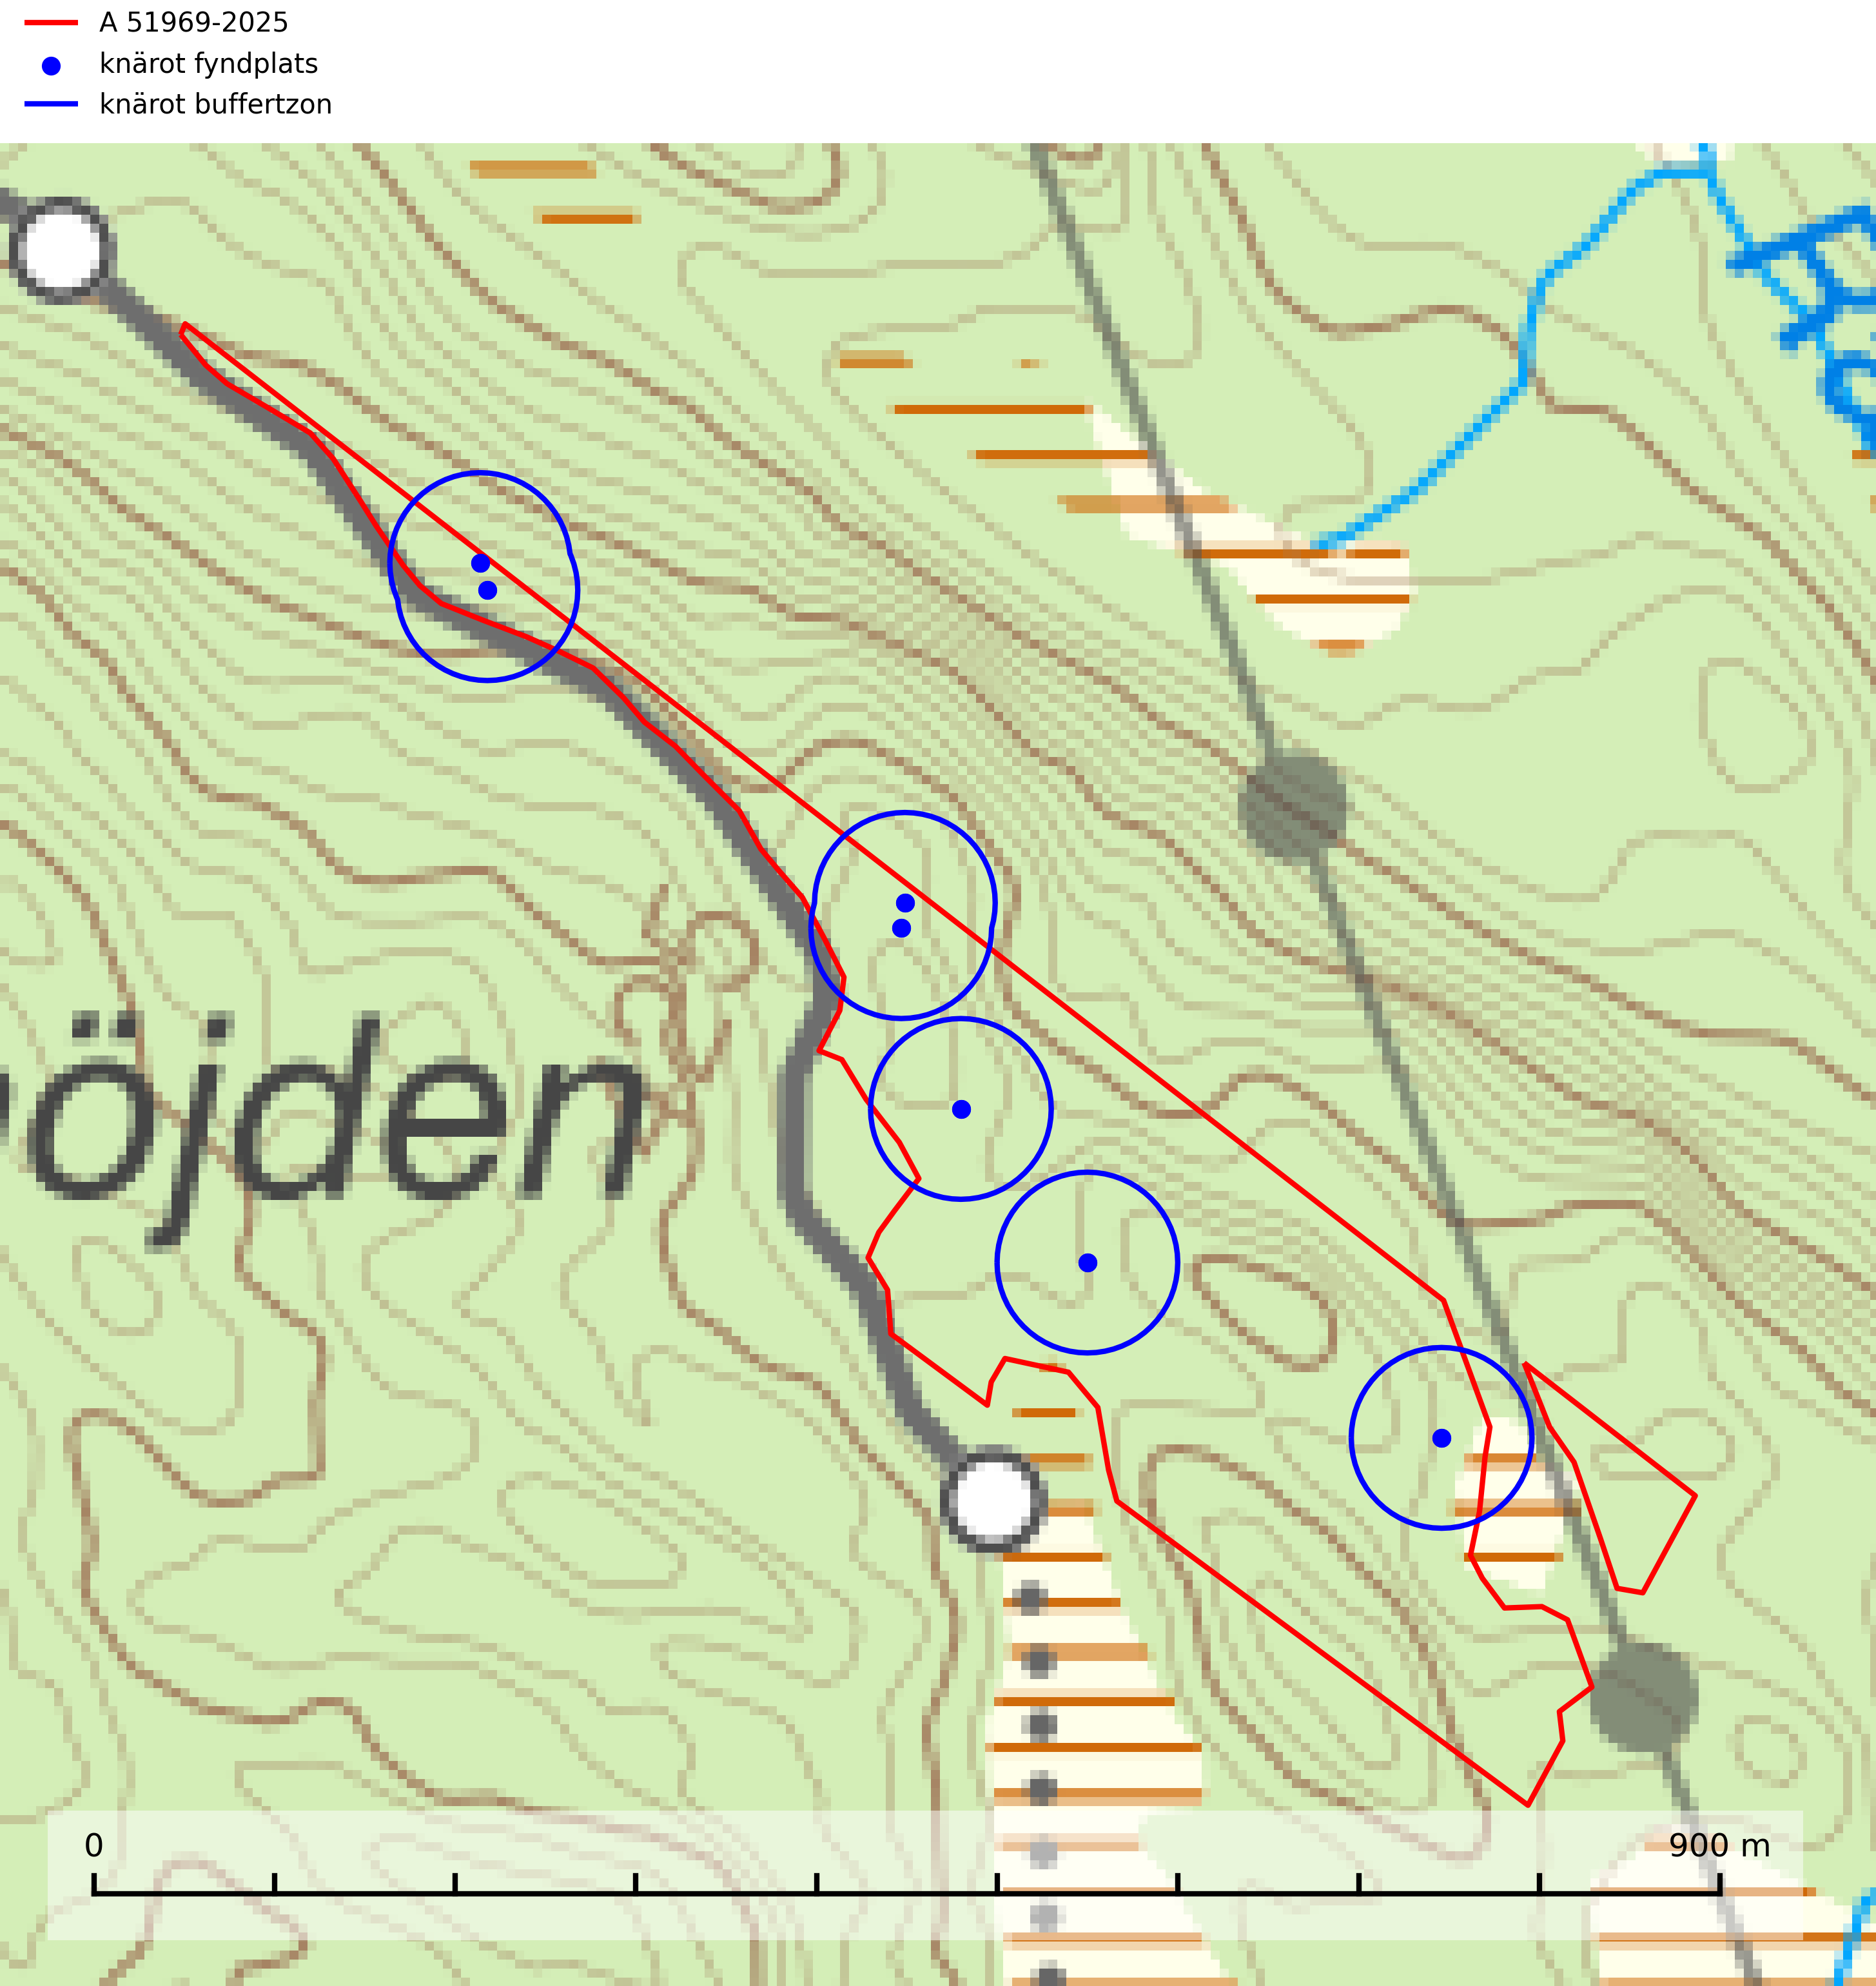 A 51969-2025
knärot fyndplats
knärot buffertzon
öjden
0 900 m